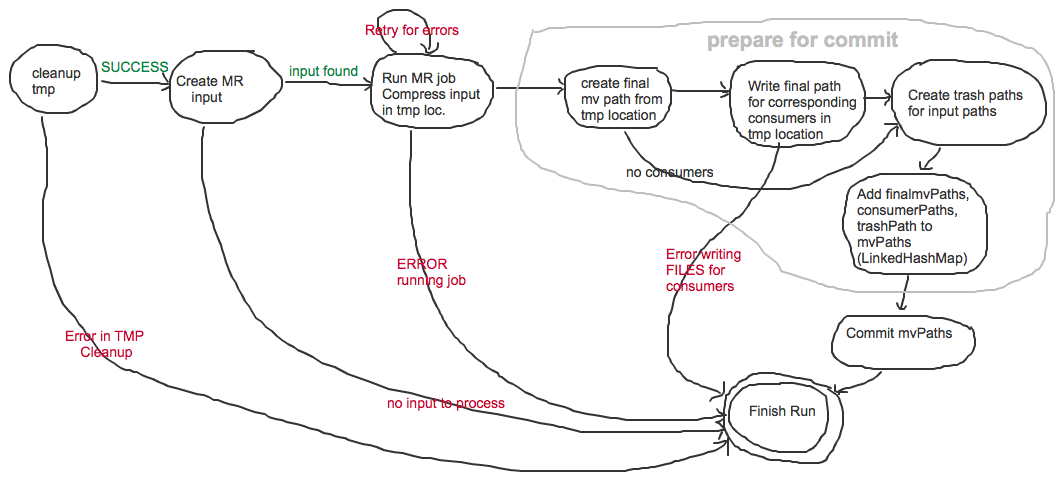 Retry for errors
prepare for commit
cleanup
tmp
SUCCESS
Create MR
input
input found
Run MR job
Compress input
in tmp loc.
create final
mv path from
tmp location
Write final path
for corresponding
consumers in
tmp location
Create trash paths
for input paths
no consumers
Add finalmvPaths,
consumerPaths,
trashPath to
mvPaths
(LinkedHashMap)
ERROR
running job
Error writing
FILES for
consumers
Error in TMP
Cleanup
Commit mvPaths
no input to process
Finish Run